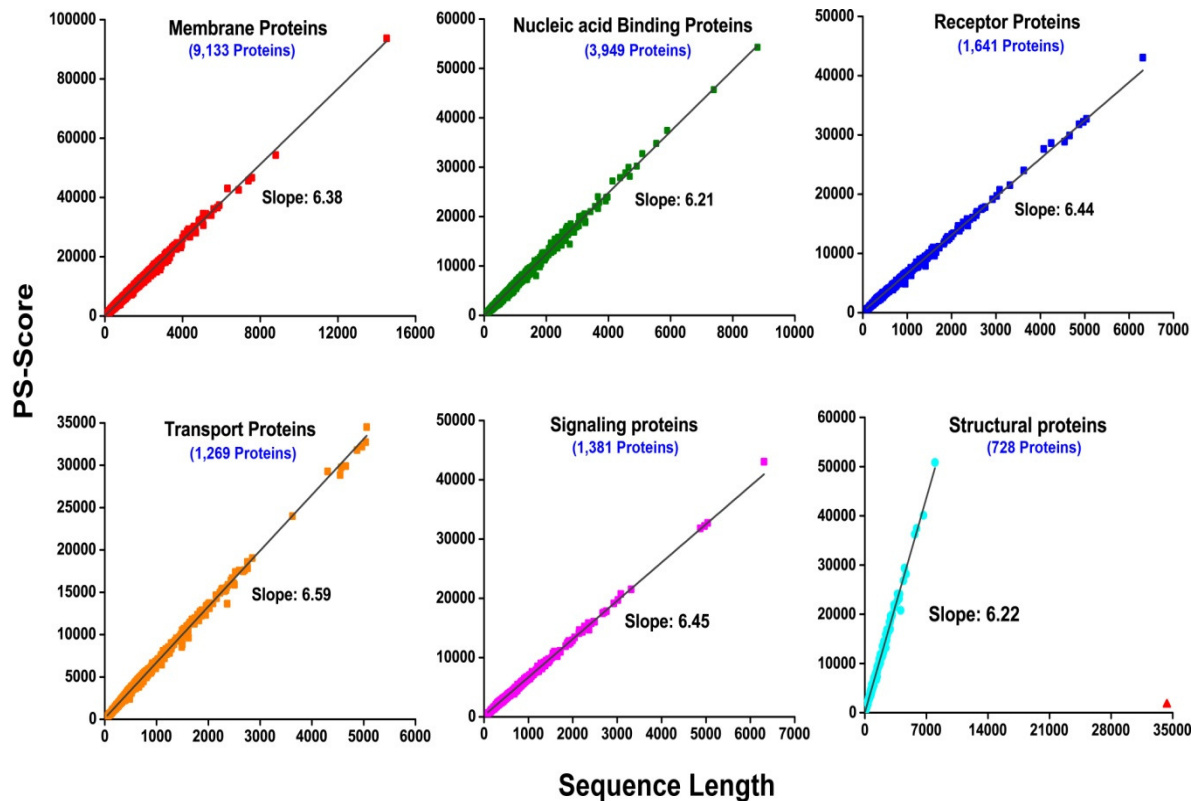 PS-Score
Membrane Proteins
(9,133 Proteins)
100000
80000
60000
40000
20000
0
Slope: 6.38
0 4000 8000 12000 16000
Nucleic acid Binding Proteins
(3,949 Proteins)
60000
50000
40000
30000
20000
10000
0
Slope: 6.21
0 2000 4000 6000 8000 10000
Receptor Proteins
(1,641 Proteins)
50000
40000
30000
20000
10000
0
Slope: 6.44
0 1000 2000 3000 4000 5000 6000 7000
Transport Proteins
(1,269 Proteins)
35000
30000
25000
20000
15000
10000
5000
0
Slope: 6.59
0 1000 2000 3000 4000 5000 6000
Signaling proteins
(1,381 Proteins)
50000
40000
30000
20000
10000
0
Slope: 6.45
0 1000 2000 3000 4000 5000 6000 7000
Structural proteins
(728 Proteins)
60000
50000
40000
30000
20000
10000
0
Slope: 6.22
0 7000 14000 21000 28000 35000
Sequence Length